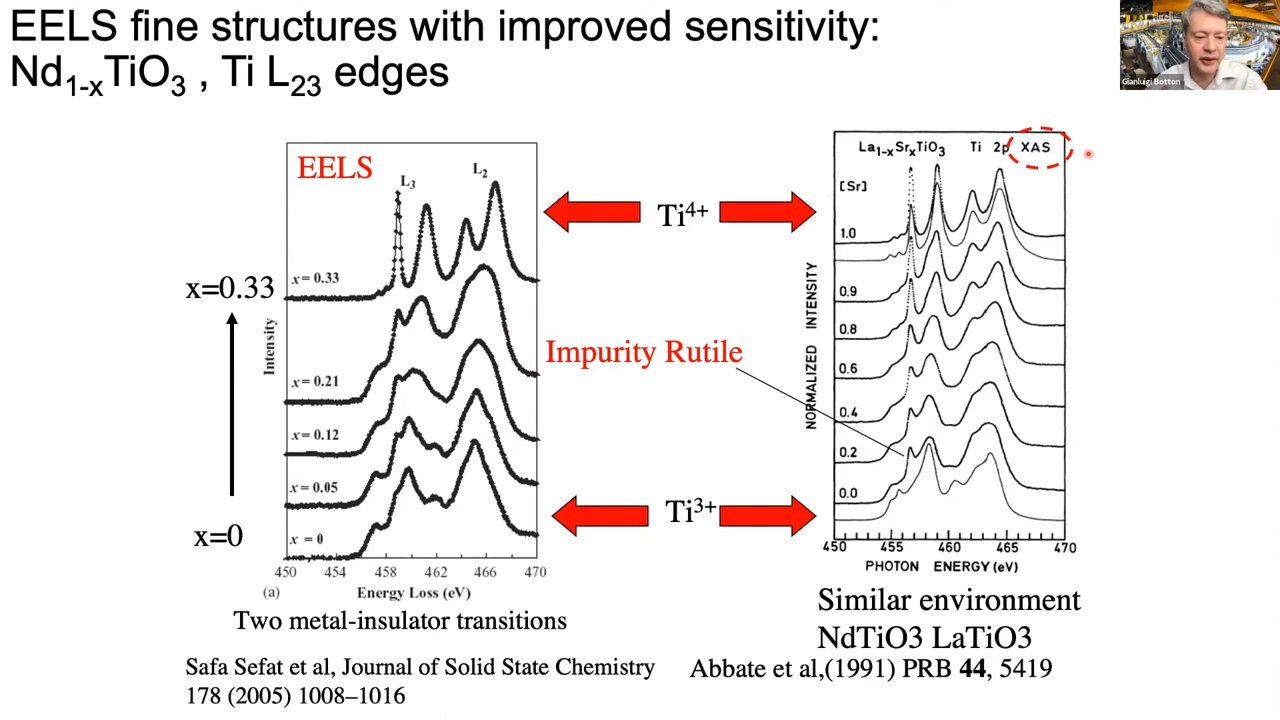 EELS fine structures with improved sensitivity:
Nd1-xTiO3 , Ti L23 edges
Gianluigi Botton
EELS
L3
L2
x = 0.33
x = 0.21
x = 0.12
x = 0.05
x = 0
x=0.33
x=0
Intensity
450 454 458 462 466 470
(a)
Energy Loss (eV)
Two metal-insulator transitions
Safa Sefat et al, Journal of Solid State Chemistry
178 (2005) 1008–1016
Ti4+
Impurity Rutile
Ti3+
La1-xSrxTiO3 Ti 2p XAS
[Sr]
1.0
0.9
0.8
0.6
0.4
0.2
0.0
NORMALIZED INTENSITY
450 455 460 465 470
PHOTON ENERGY (eV)
Similar environment
NdTiO3 LaTiO3
Abbate et al,(1991) PRB 44, 5419